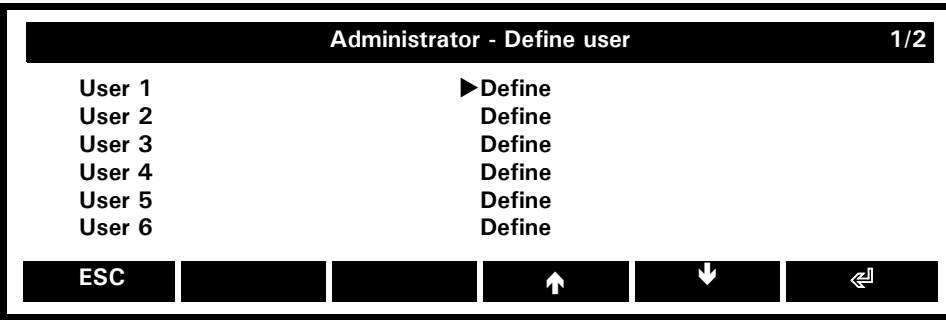 Administrator - Define user 1/2
User 1 ▶Define
User 2 Define
User 3 Define
User 4 Define
User 5 Define
User 6 Define
ESC